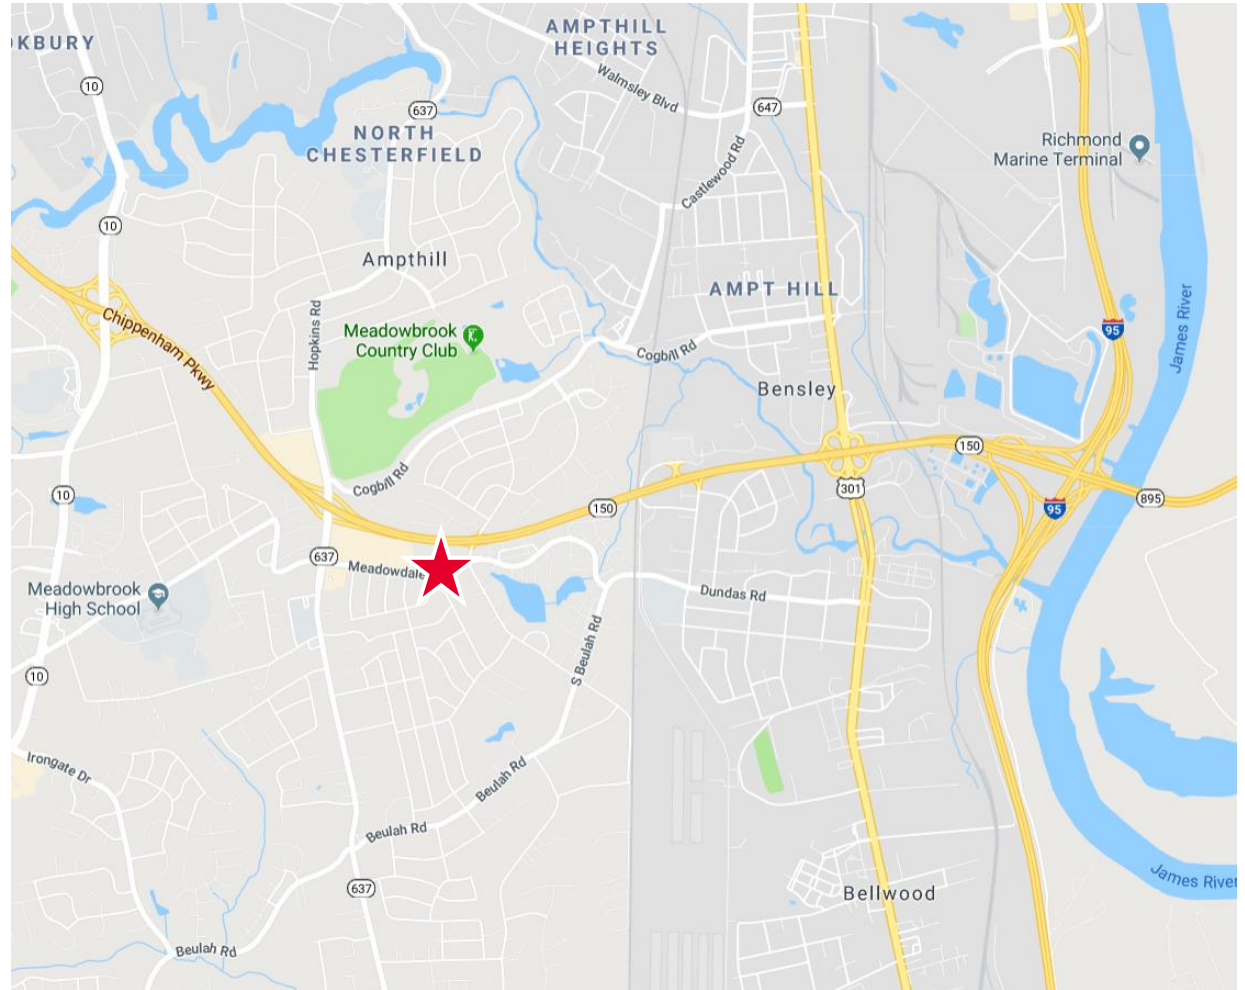 OKBURY
AMPTHILL
HEIGHTS
10
Walmsley Blvd
637
647
NORTH
CHESTERFIELD
Richmond
Marine Terminal
Castlewood Rd
10
Ampthill
AMPT HILL
Chippenham Pkwy
Hopkins Rd
Meadowbrook
Country Club
95
James River
Cogbill Rd
Bensley
150
Cogbill Rd
10
301
895
150
95
637
Meadowdale
Meadowbrook
High School
Dundas Rd
S Beulah Rd
10
Irongate Dr
Beulah Rd
Beulah Rd
637
Bellwood
James River
Beulah Rd